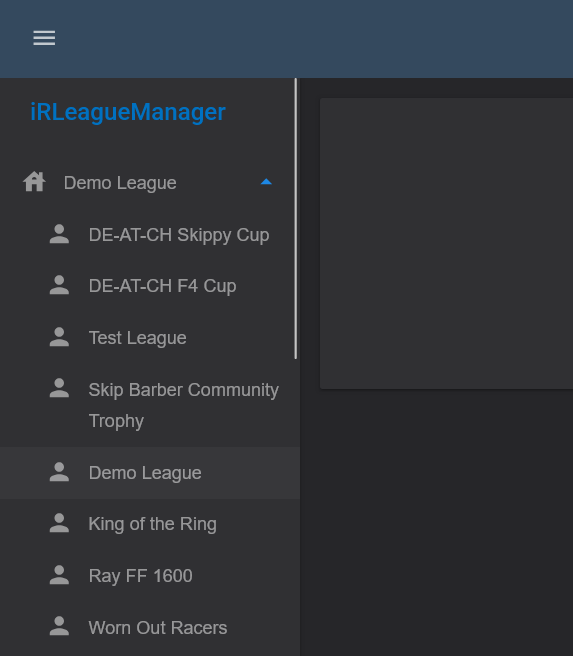 iRLeagueManager
Demo League
DE-AT-CH Skippy Cup
DE-AT-CH F4 Cup
Test League
Skip Barber Community
Trophy
Demo League
King of the Ring
Ray FF 1600
Worn Out Racers